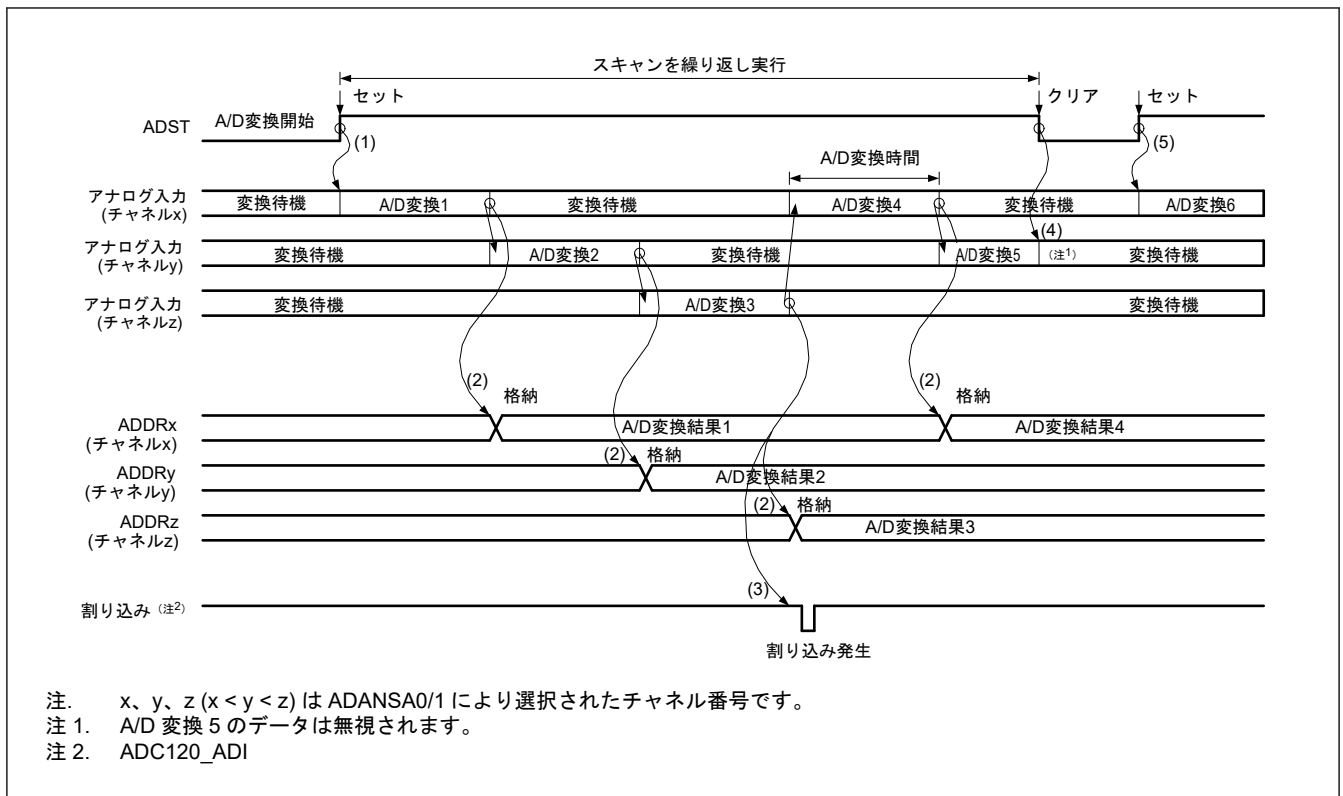 スキャンを繰り返し実行
セット
クリア
セット
ADST
A/D変換開始
(1)
(5)
A/D変換時間
アナログ入力
(チャネルx)
変換待機
A/D変換1
変換待機
A/D変換4
変換待機
A/D変換6
アナログ入力
(チャネルy)
変換待機
A/D変換2
変換待機
A/D変換5
(4)
(注1)
変換待機
アナログ入力
(チャネルz)
変換待機
A/D変換3
変換待機
(2)
格納
(2)
格納
ADDRx
(チャネルx)
A/D変換結果1
A/D変換結果4
(2)
格納
ADDRy
(チャネルy)
A/D変換結果2
(2)
格納
ADDRz
(チャネルz)
A/D変換結果3
(3)
割り込み (注2)
割り込み発生
注. x、y、z (x < y < z) は ADANSA0/1 により選択されたチャネル番号です。
注 1. A/D 変換 5 のデータは無視されます。
注 2. ADC120_ADI